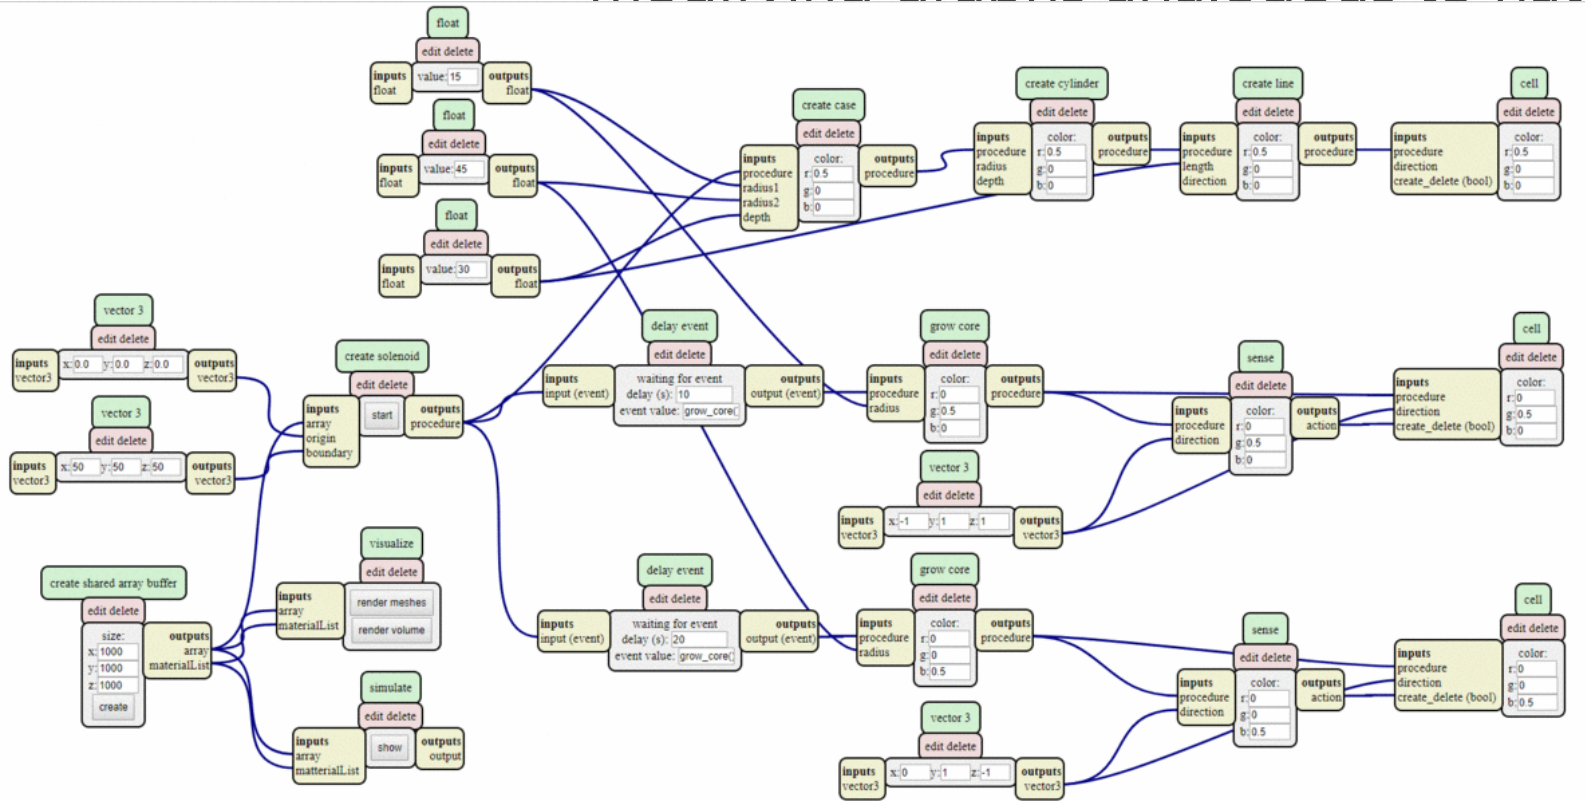 float
edit delete
inputs
float
value: 15
outputs
float
float
edit delete
inputs
float
value: 45
outputs
float
float
edit delete
inputs
float
value: 30
outputs
float
create case
edit delete
inputs
procedure
radius1
radius2
depth
color:
r: 0.5
g: 0
b: 0
outputs
procedure
create cylinder
edit delete
inputs
procedure
radius
depth
color:
r: 0.5
g: 0
b: 0
outputs
procedure
create line
edit delete
inputs
procedure
length
direction
color:
r: 0.5
g: 0
b: 0
outputs
procedure
cell
edit delete
inputs
procedure
direction
create_delete (bool)
color:
r: 0.5
g: 0
b: 0
vector 3
edit delete
inputs
vector3
x: 0.0 y: 0.0 z: 0.0
outputs
vector3
vector 3
edit delete
inputs
vector3
x: 50 y: 50 z: 50
outputs
vector3
create solenoid
edit delete
inputs
array
origin
boundary
start
outputs
procedure
delay event
edit delete
inputs
input (event)
waiting for event
delay (s): 10
event value: grow_core(
outputs
output (event)
grow core
edit delete
inputs
procedure
radius
color:
r: 0
g: 0.5
b: 0
outputs
procedure
sense
edit delete
inputs
procedure
direction
color:
r: 0
g: 0.5
b: 0
outputs
action
cell
edit delete
inputs
procedure
direction
create_delete (bool)
color:
r: 0
g: 0.5
b: 0
vector 3
edit delete
inputs
vector3
x: -1 y: 1 z: 1
outputs
vector3
create shared array buffer
edit delete
size:
x: 1000
y: 1000
z: 1000
create
outputs
array
materialList
visualize
edit delete
inputs
array
materialList
render meshes
render volume
simulate
edit delete
inputs
array
matterialList
show
outputs
output
delay event
edit delete
inputs
input (event)
waiting for event
delay (s): 20
event value: grow_core(
outputs
output (event)
grow core
edit delete
inputs
procedure
radius
color:
r: 0
g: 0
b: 0.5
outputs
procedure
sense
edit delete
inputs
procedure
direction
color:
r: 0
g: 0
b: 0.5
outputs
action
cell
edit delete
inputs
procedure
direction
create_delete (bool)
color:
r: 0
g: 0
b: 0.5
vector 3
edit delete
inputs
vector3
x: 0 y: 1 z: -1
outputs
vector3